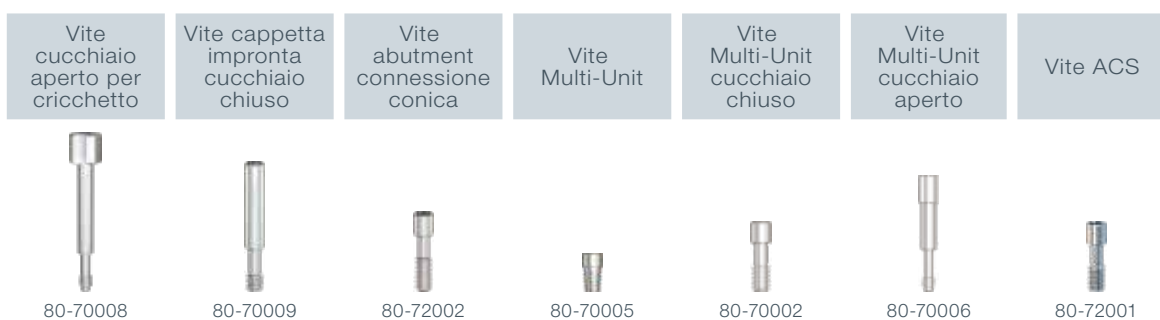 Vite
cucchiaio
aperto per
cricchetto
Vite cappetta
impronta
cucchiaio
chiuso
Vite
abutment
connessione
conica
Vite
Multi-Unit
Vite
Multi-Unit
cucchiaio
chiuso
Vite
Multi-Unit
cucchiaio
aperto
Vite ACS
80-70008
80-70009
80-72002
80-70005
80-70002
80-70006
80-72001